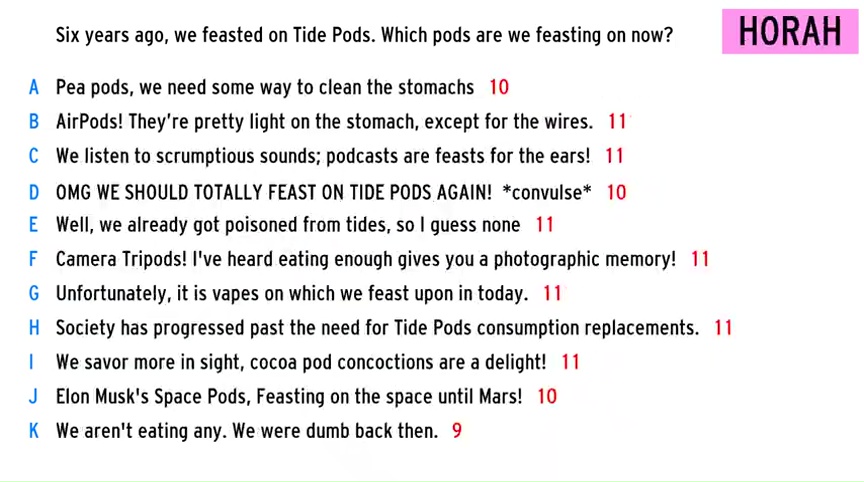 Six years ago, we feasted on Tide Pods. Which pods are we feasting on now?
HORAH
A Pea pods, we need some way to clean the stomachs 10
B AirPods! They're pretty light on the stomach, except for the wires. 11
C We listen to scrumptious sounds; podcasts are feasts for the ears! 11
D OMG WE SHOULD TOTALLY FEAST ON TIDE PODS AGAIN! *convulse* 10
E Well, we already got poisoned from tides, so I guess none 11
F Camera Tripods! I've heard eating enough gives you a photographic memory! 11
G Unfortunately, it is vapes on which we feast upon in today. 11
H Society has progressed past the need for Tide Pods consumption replacements. 11
I We savor more in sight, cocoa pod concoctions are a delight! 11
J Elon Musk's Space Pods, Feasting on the space until Mars! 10
K We aren't eating any. We were dumb back then. 9